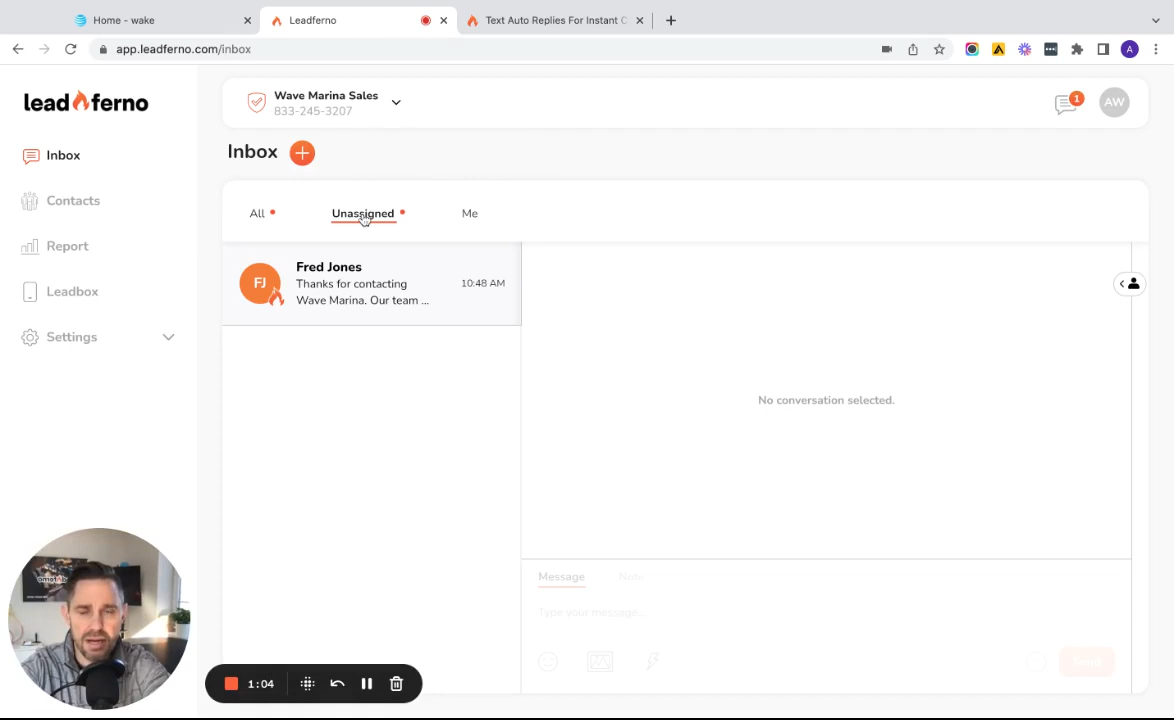 Home - wake
Leadferno
Text Auto Replies For Instant C
app.leadferno.com/inbox
A
leadferno
Wave Marina Sales
833-245-3207
1
AW
Inbox
Inbox
Contacts
Report
Leadbox
Settings
All
Unassigned
Me
FJ
Fred Jones
Thanks for contacting
Wave Marina. Our team ...
10:48 AM
No conversation selected.
Message
Note
Type your message...
Send
1:04